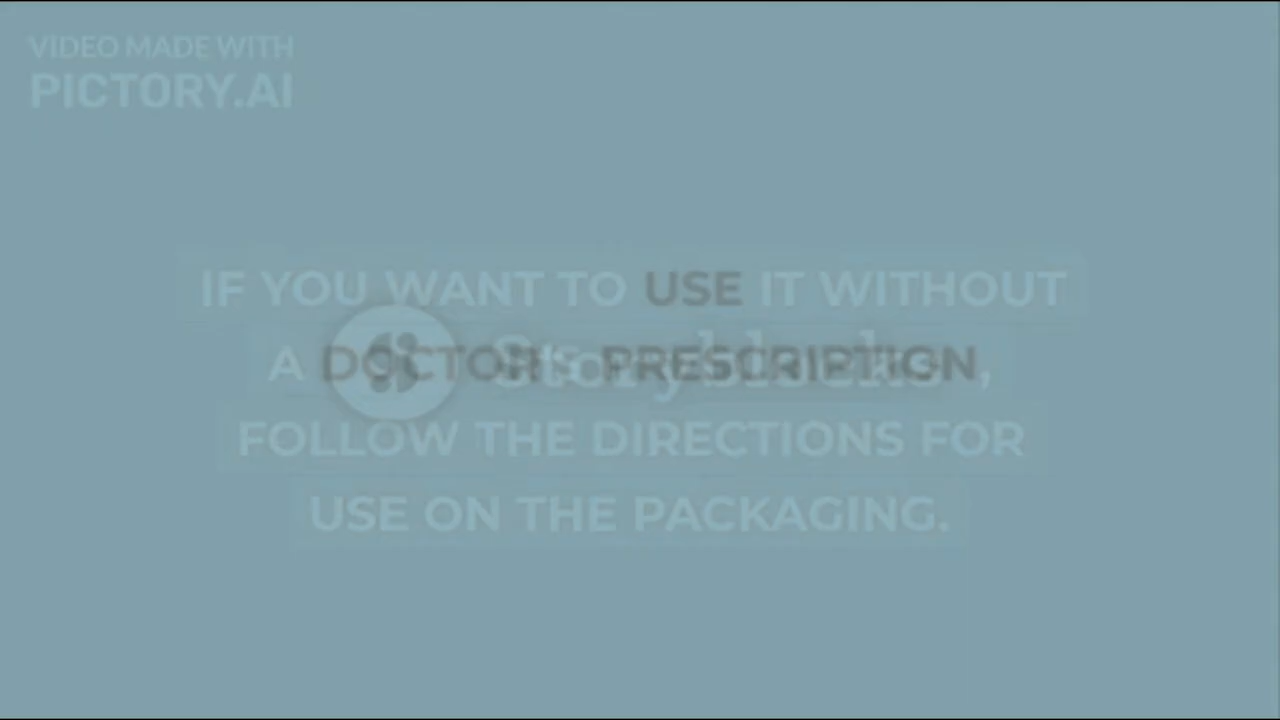 VIDEO MADE WITH
PICTORY.AI
IF YOU WANT TO USE IT WITHOUT
A DOCTOR'S PRESCRIPTION,
Storyblocks
FOLLOW THE DIRECTIONS FOR
USE ON THE PACKAGING.